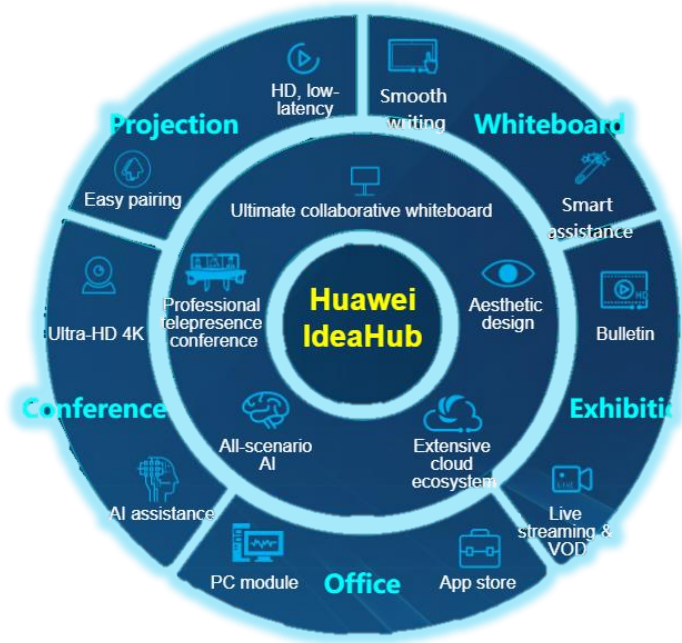 HD, low-
latency
Projection
Easy pairing
Smooth
writing
Whiteboard
Smart
assistance
Ultimate collaborative whiteboard
Professional
telepresence
conference
Aesthetic
design
All-scenario
AI
Extensive
cloud
ecosystem
Huawei
IdeaHub
Ultra-HD 4K
Conference
AI assistance
Bulletin
Exhibitic
Live
streaming &
VOD
PC module
Office
App store